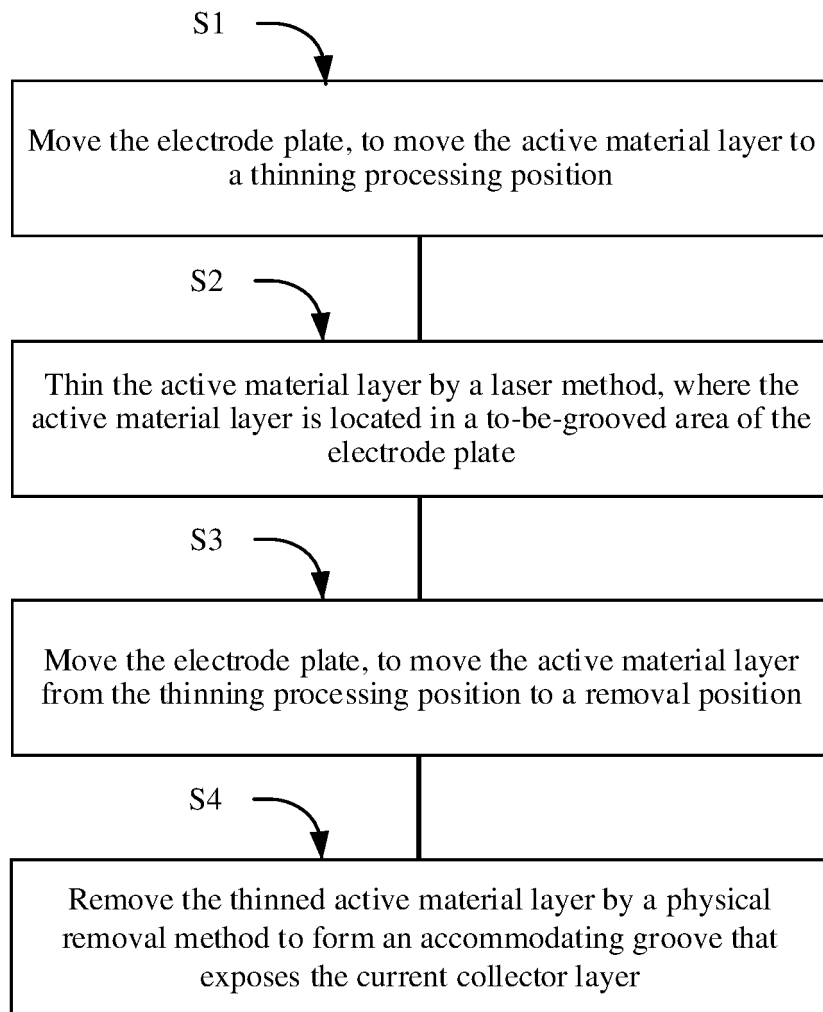 S1
Move the electrode plate, to move the active material layer to
a thinning processing position
S2
Thin the active material layer by a laser method, where the
active material layer is located in a to-be-grooved area of the
electrode plate
S3
Move the electrode plate, to move the active material layer
from the thinning processing position to a removal position
S4
Remove the thinned active material layer by a physical
removal method to form an accommodating groove that
exposes the current collector layer